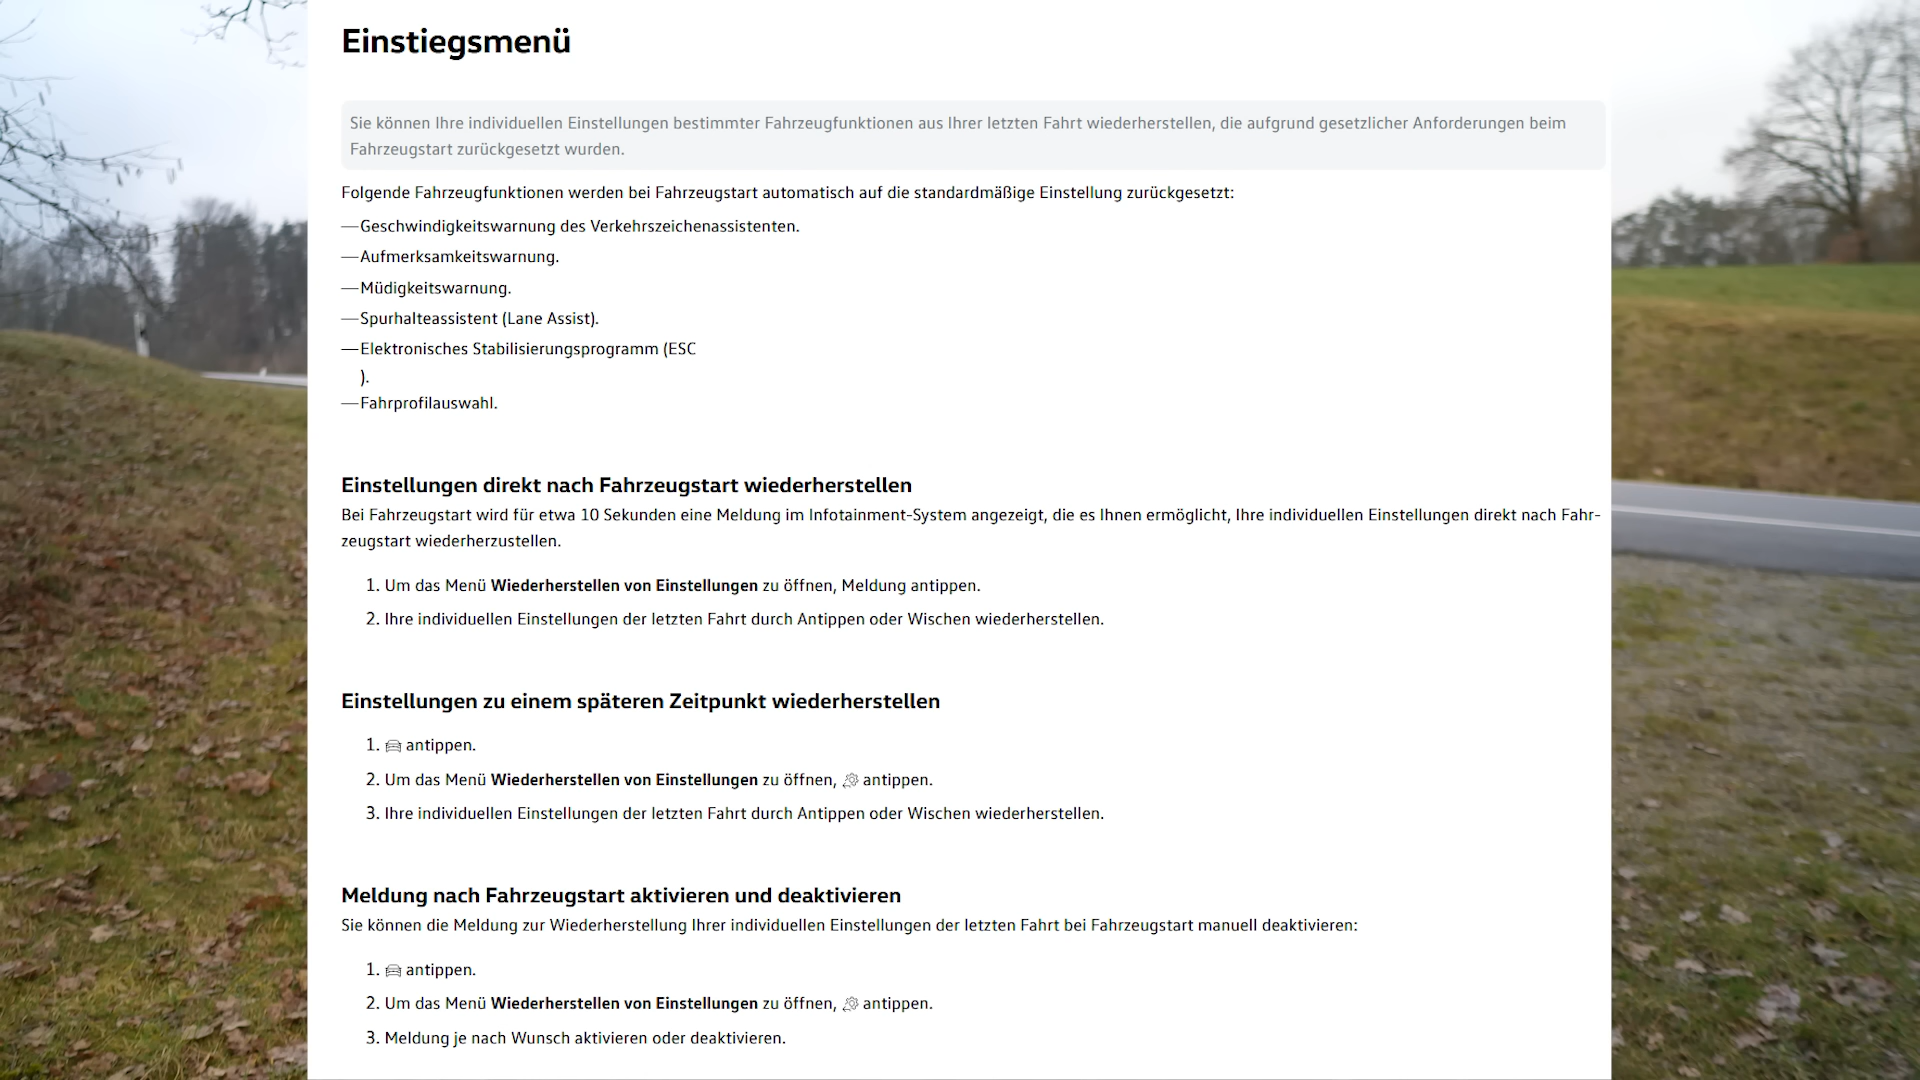 Einstiegsmenü
Sie können Ihre individuellen Einstellungen bestimmter Fahrzeugfunktionen aus Ihrer letzten Fahrt wiederherstellen, die aufgrund gesetzlicher Anforderungen beim
Fahrzeugstart zurückgesetzt wurden.
Folgende Fahrzeugfunktionen werden bei Fahrzeugstart automatisch auf die standardmäßige Einstellung zurückgesetzt:
—Geschwindigkeitswarnung des Verkehrszeichenassistenten.
—Aufmerksamkeitswarnung.
—Müdigkeitswarnung.
—Spurhalteassistent (Lane Assist).
—Elektronisches Stabilisierungsprogramm (ESC
).
—Fahrprofilauswahl.
Einstellungen direkt nach Fahrzeugstart wiederherstellen
Bei Fahrzeugstart wird für etwa 10 Sekunden eine Meldung im Infotainment-System angezeigt, die es Ihnen ermöglicht, Ihre individuellen Einstellungen direkt nach Fahr-
zeugstart wiederherzustellen.
1. Um das Menü Wiederherstellen von Einstellungen zu öffnen, Meldung antippen.
2. Ihre individuellen Einstellungen der letzten Fahrt durch Antippen oder Wischen wiederherstellen.
Einstellungen zu einem späteren Zeitpunkt wiederherstellen
1. antippen.
2. Um das Menü Wiederherstellen von Einstellungen zu öffnen, antippen.
3. Ihre individuellen Einstellungen der letzten Fahrt durch Antippen oder Wischen wiederherstellen.
Meldung nach Fahrzeugstart aktivieren und deaktivieren
Sie können die Meldung zur Wiederherstellung Ihrer individuellen Einstellungen der letzten Fahrt bei Fahrzeugstart manuell deaktivieren:
1. antippen.
2. Um das Menü Wiederherstellen von Einstellungen zu öffnen, antippen.
3. Meldung je nach Wunsch aktivieren oder deaktivieren.